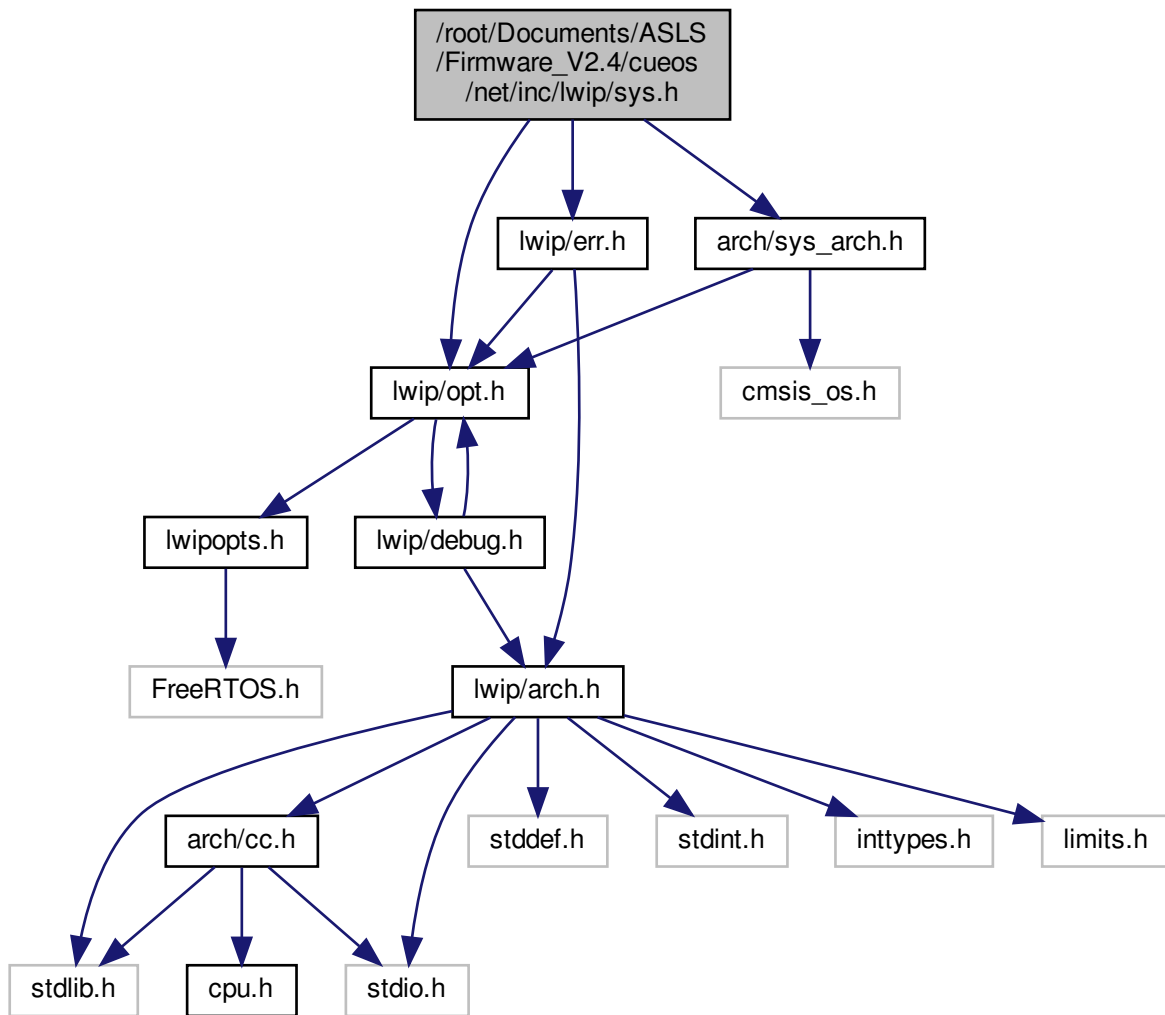 /root/Documents/ASLS
/Firmware_V2.4/cueos
/net/inc/lwip/sys.h
lwip/err.h
arch/sys_arch.h
lwip/opt.h
cmsis_os.h
lwipopts.h
lwip/debug.h
FreeRTOS.h
lwip/arch.h
arch/cc.h
stddef.h
stdint.h
inttypes.h
limits.h
stdlib.h
cpu.h
stdio.h